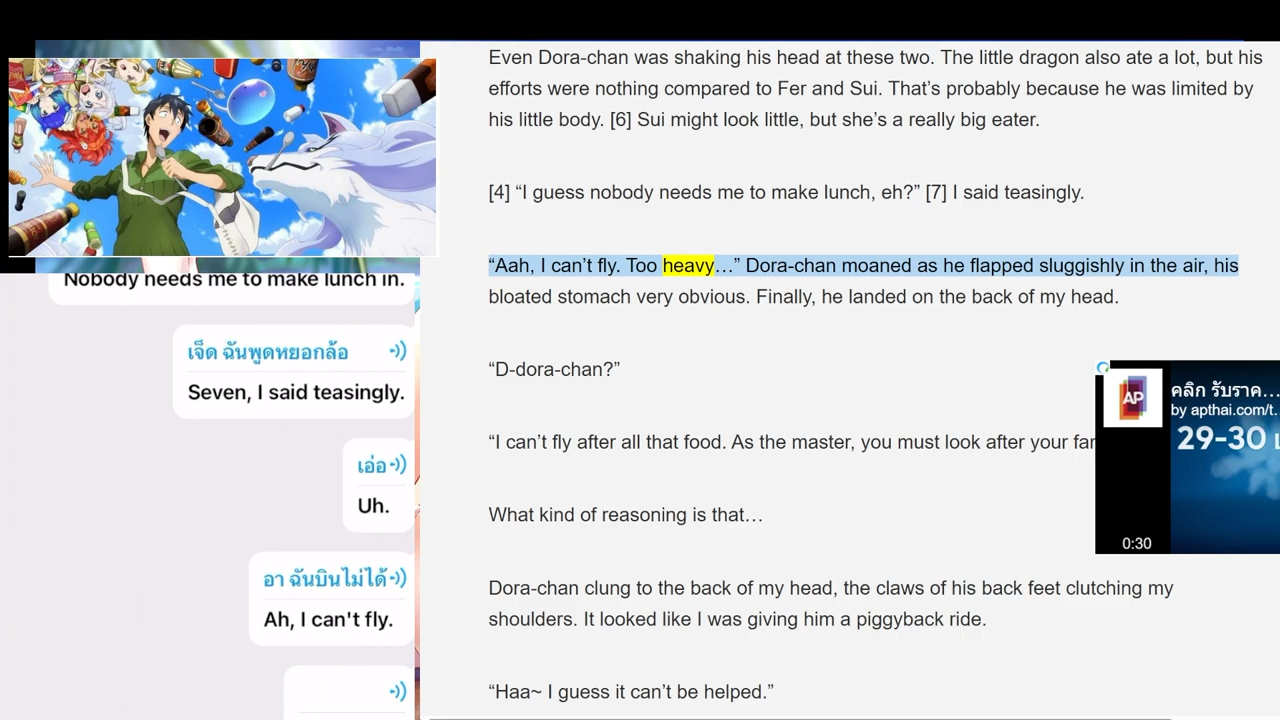 Even Dora-chan was shaking his head at these two. The little dragon also ate a lot, but his
efforts were nothing compared to Fer and Sui. That’s probably because he was limited by
his little body. [6] Sui might look little, but she’s a really big eater.
[4] “I guess nobody needs me to make lunch, eh?” [7] I said teasingly.
“Aah, I can’t fly. Too heavy…” Dora-chan moaned as he flapped sluggishly in the air, his
bloated stomach very obvious. Finally, he landed on the back of my head.
“D-dora-chan?”
“I can’t fly after all that food. As the master, you must look after your far
What kind of reasoning is that…
Dora-chan clung to the back of my head, the claws of his back feet clutching my
shoulders. It looked like I was giving him a piggyback ride.
“Haa~ I guess it can’t be helped.”
Nobody needs me to make lunch in.
เจ็ด ฉันพูดหยอกล้อ
Seven, I said teasingly.
เอ่อ
Uh.
อา ฉันบินไม่ได้
Ah, I can't fly.
AP
คลิก รับราค...
by apthai.com/t...
29-30
0:30